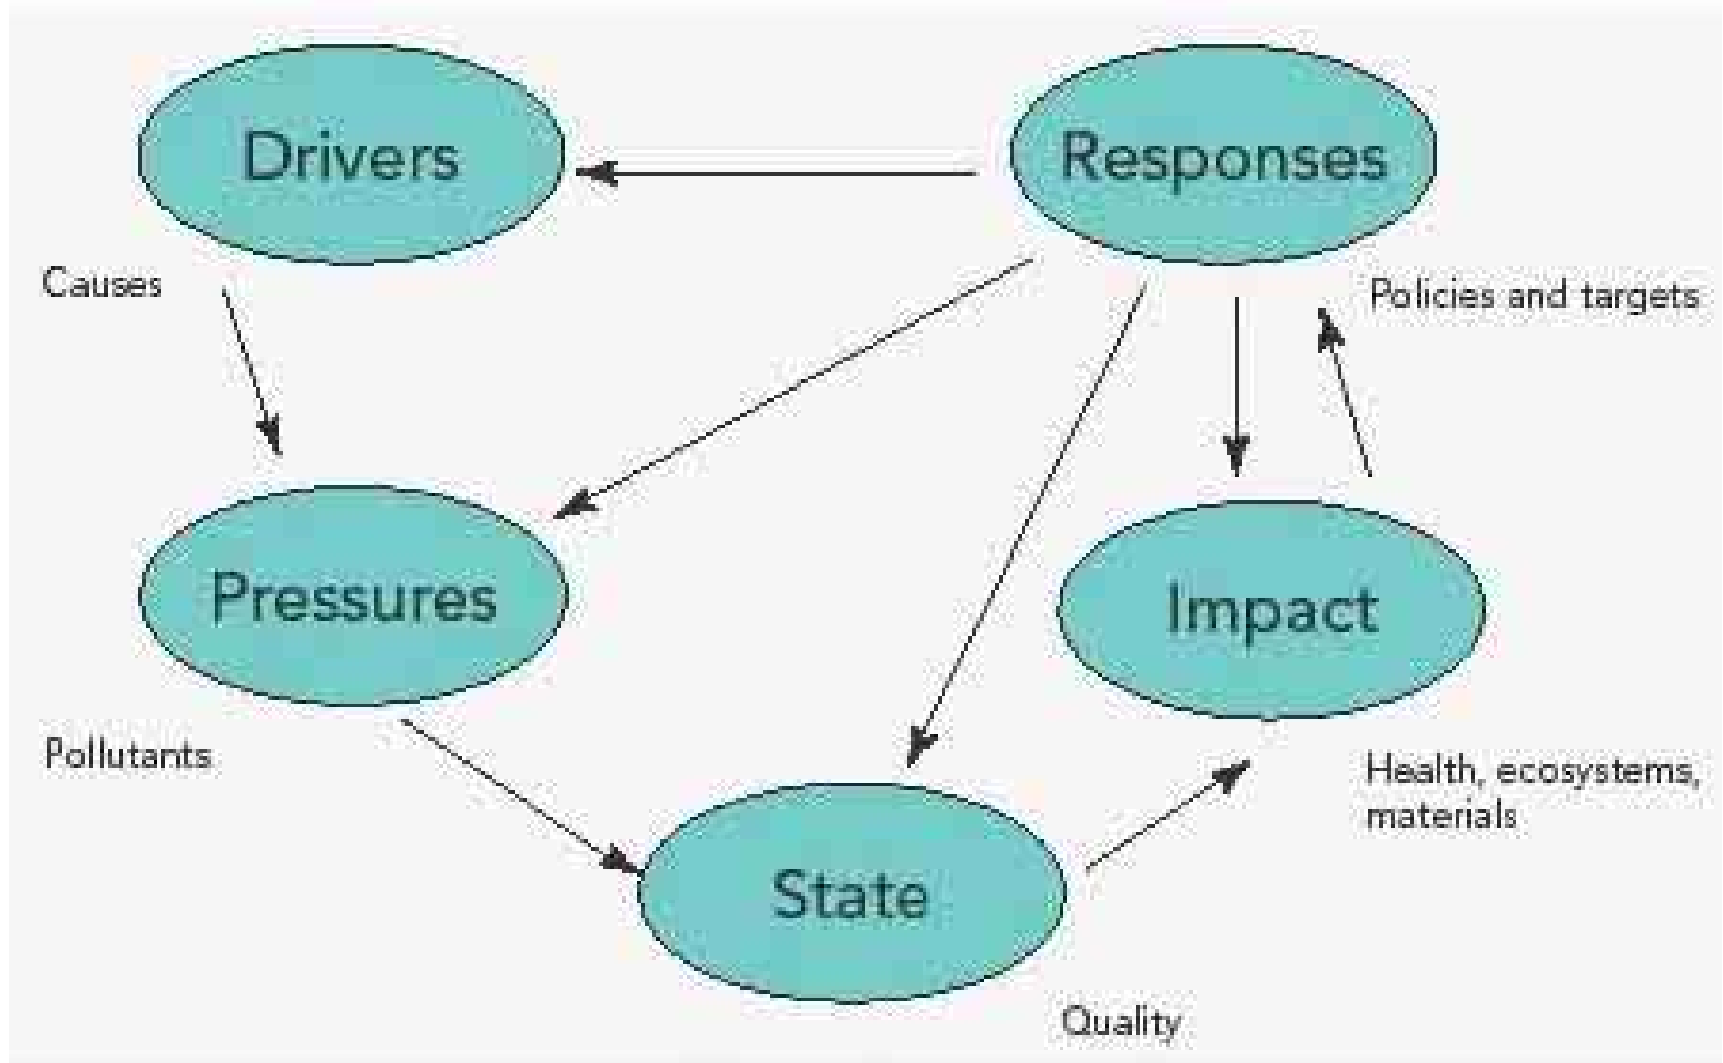 Drivers
Responses
Causes
Policies and targets
Pressures
Impact
Pollutants
Health, ecosystems,
materials
State
Quality